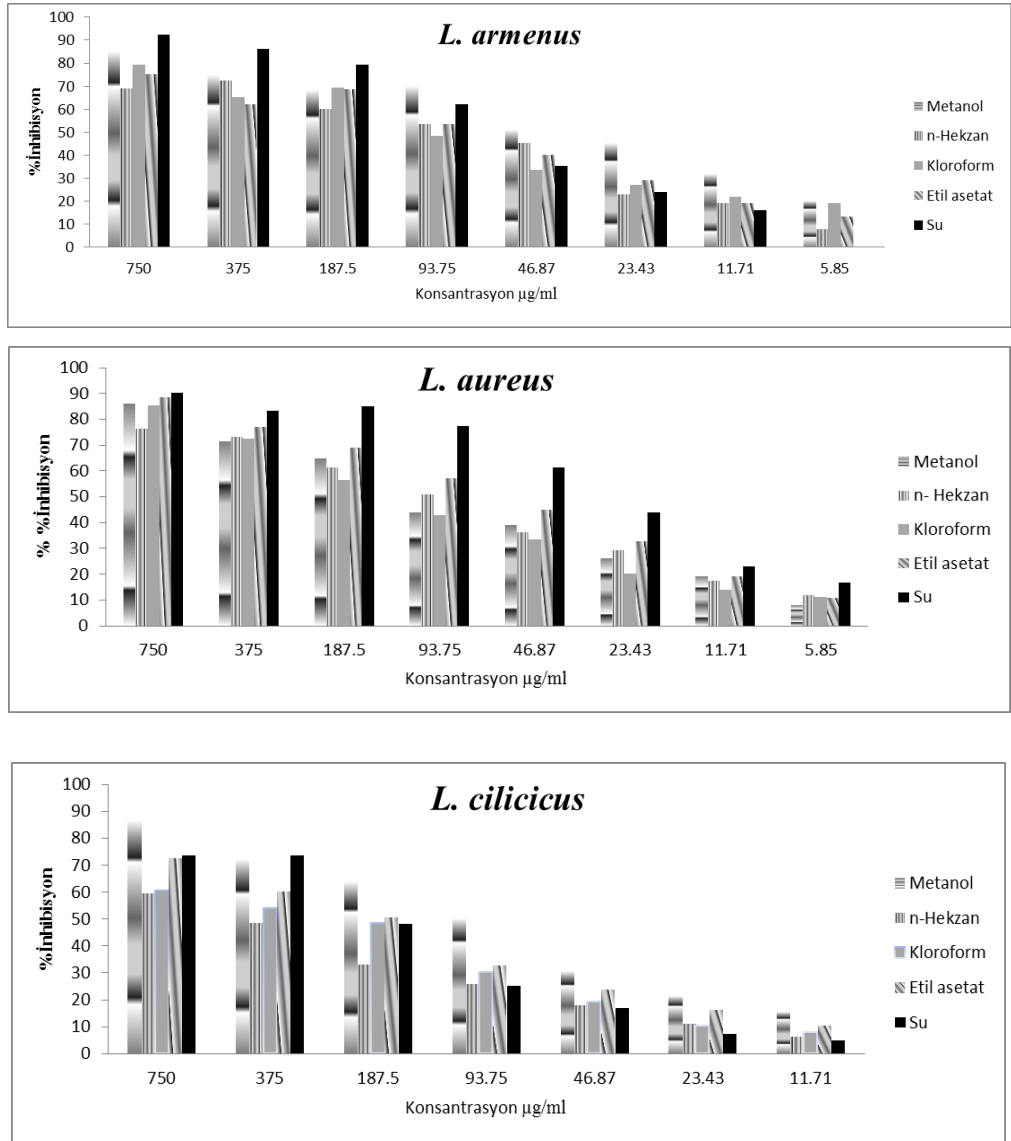 L. armenus
100
90
80
70
60
50
40
30
20
10
0
%İnhibisyon
750 375 187.5 93.75 46.87 23.43 11.71 5.85
Konsantrasyon µg/ml
Metanol
n-Hekzan
Kloroform
Etil asetat
Su
L. aureus
100
90
80
70
60
50
40
30
20
10
0
% %İnhibisyon
750 375 187.5 93.75 46.87 23.43 11.71 5.85
Konsantrasyon µg/ml
Metanol
n- Hekzan
Kloroform
Etil asetat
Su
L. cilicicus
100
90
80
70
60
50
40
30
20
10
0
%İnhibisyon
750 375 187.5 93.75 46.87 23.43 11.71
Konsantrasyon µg/ml
Metanol
n-Hekzan
Kloroform
Etil asetat
Su